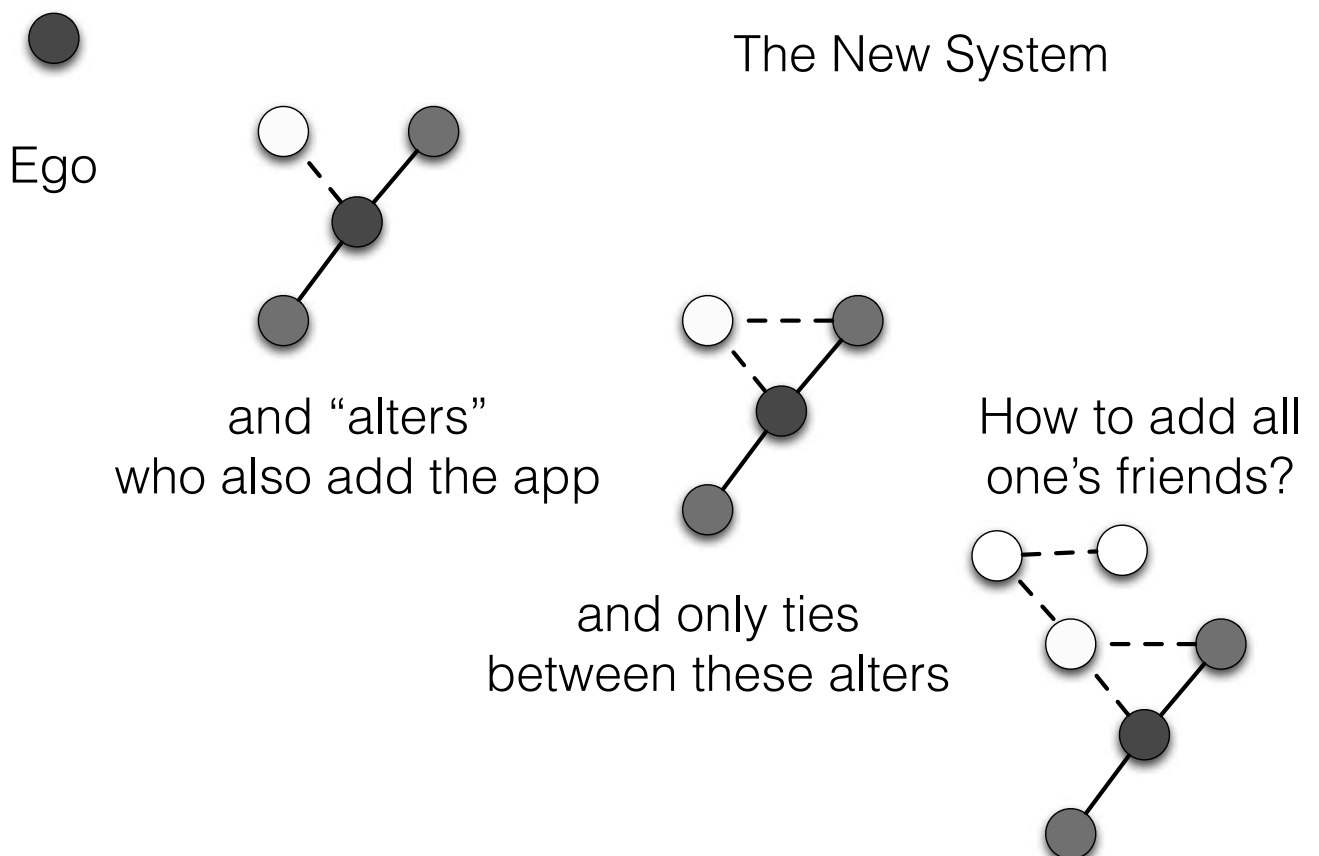 The New System
Ego
and “alters”
who also add the app
and only ties
between these alters
How to add all
one’s friends?